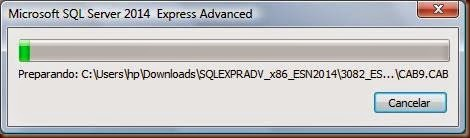 Microsoft SQL Server 2014  Express Advanced
Preparando: C:\Users\hp\Downloads\SQLEXPRADV_x86_ESN2014\3082_ES...\CAB9.CAB
Cancelar